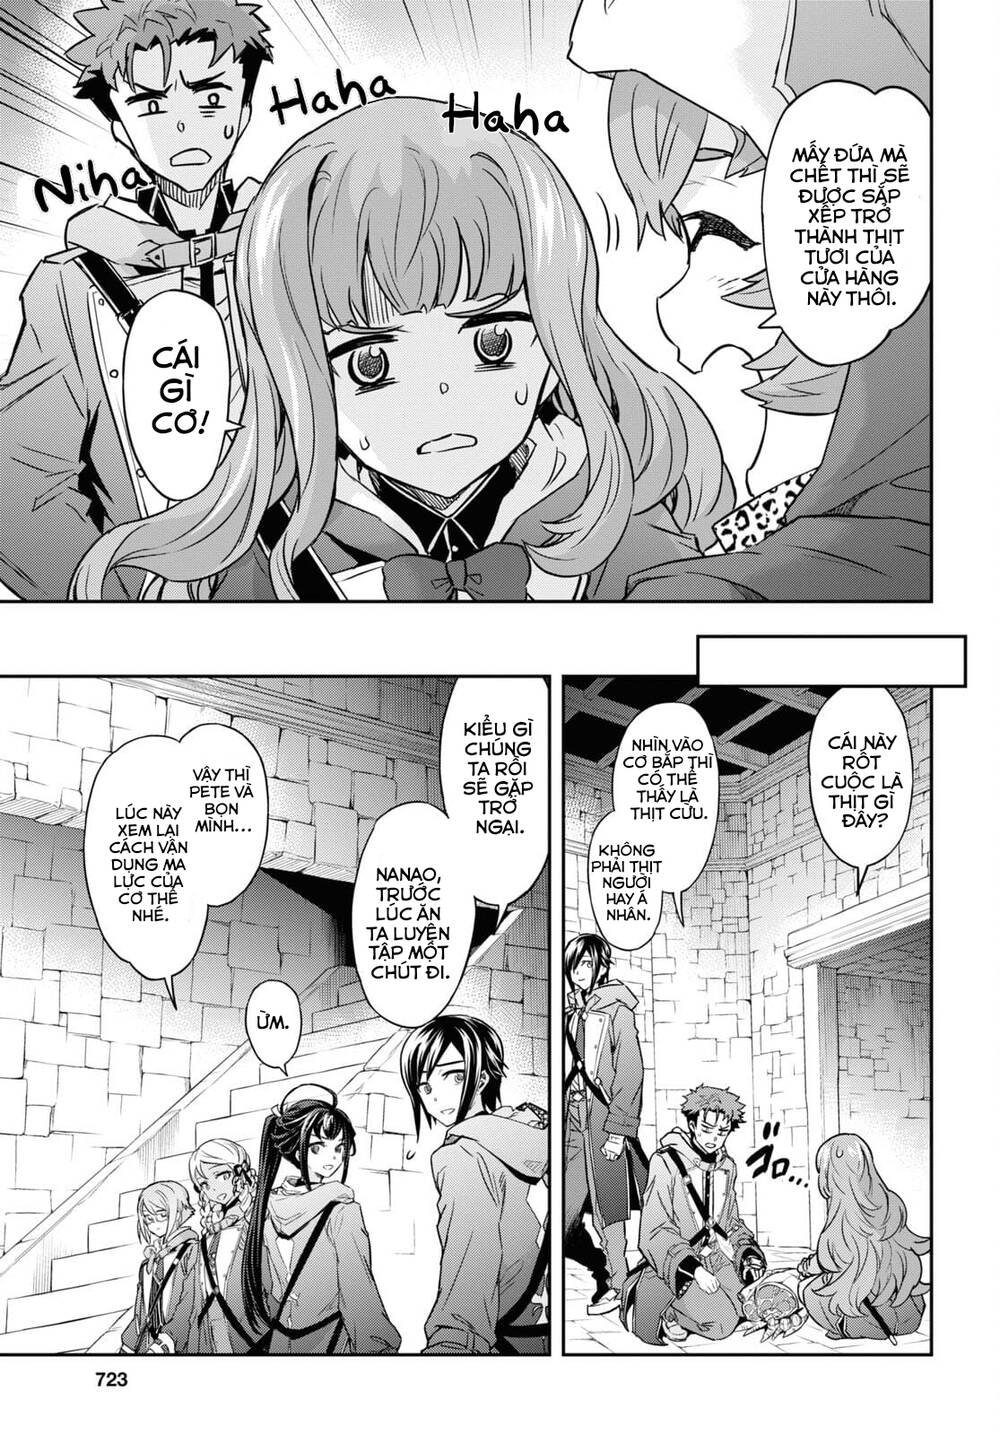 MẤY ĐỨA MÀ
CHẾT THÌ SẼ
ĐƯỢC SẮP
XẾP TRỞ
THÀNH THỊT
TƯƠI CỦA
CỬA HÀNG
NÀY THÔI.
Haha
Haha
Niha
CÁI
GÌ
CƠ!
CÁI NÀY
RỐT
CUỘC LÀ
THỊT GÌ
ĐÂY?
NHÌN VÀO
CƠ BẮP THÌ
CÓ THỂ
THẤY LÀ
THỊT CỪU.
KHÔNG
PHẢI THỊT
NGƯỜI
HAY Á
NHÂN.
ゴロ...
KIỂU GÌ
CHÚNG
TA RỒI
SẼ GẶP
TRỞ
NGẠI.
NANAO,
TRƯỚC
LÚC ĂN
TA LUYỆN
TẬP MỘT
CHÚT ĐI.
ỪM.
VẬY THÌ
PETE VÀ
BỌN
MÌNH...
LÚC NÀY
XEM LẠI
CÁCH VẬN
DỤNG MA
LỰC CỦA
CƠ THỂ
NHÉ.
723